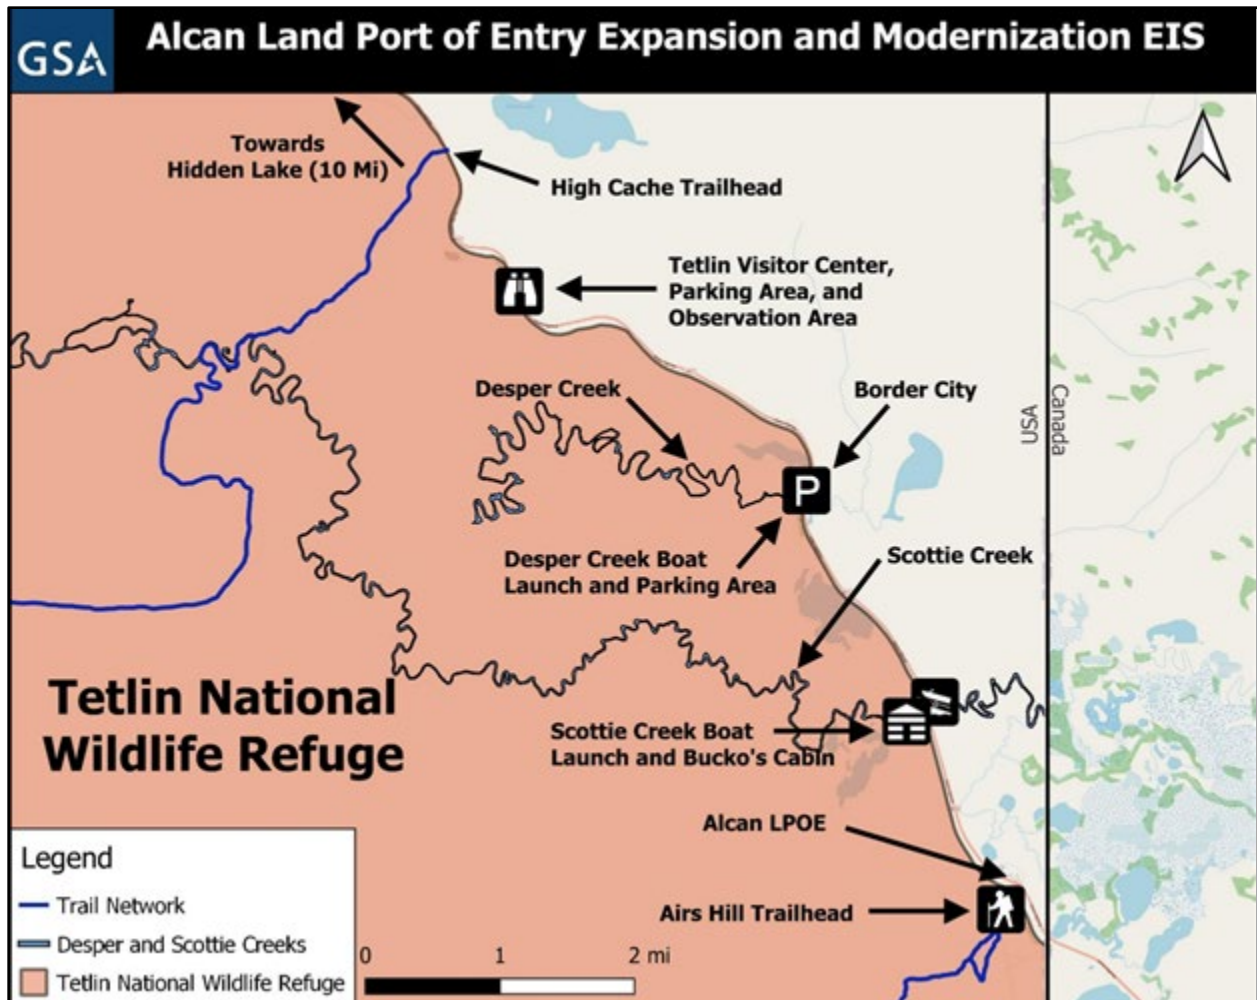 GSA
Alcan Land Port of Entry Expansion and Modernization EIS
Towards
Hidden Lake (10 Mi)
High Cache Trailhead
Tetlin Visitor Center,
Parking Area, and
Observation Area
Desper Creek
Border City
USA
Canada
P
Desper Creek Boat
Launch and Parking Area
Scottie Creek
Tetlin National
Wildlife Refuge
Scottie Creek Boat
Launch and Bucko's Cabin
Alcan LPOE
Airs Hill Trailhead
Legend
Trail Network
Desper and Scottie Creeks
Tetlin National Wildlife Refuge
0 1 2 mi